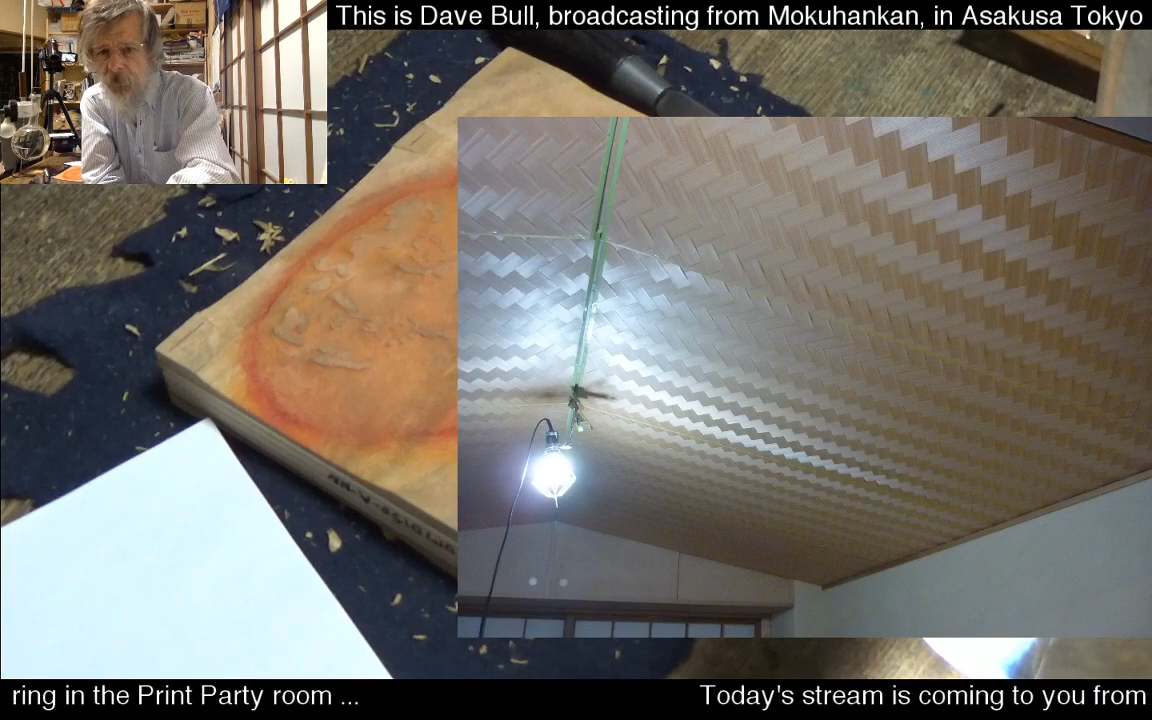 This is Dave Bull, broadcasting from Mokuhankan, in Asakusa Tokyo
ring in the Print Party room ...
Today's stream is coming to you from